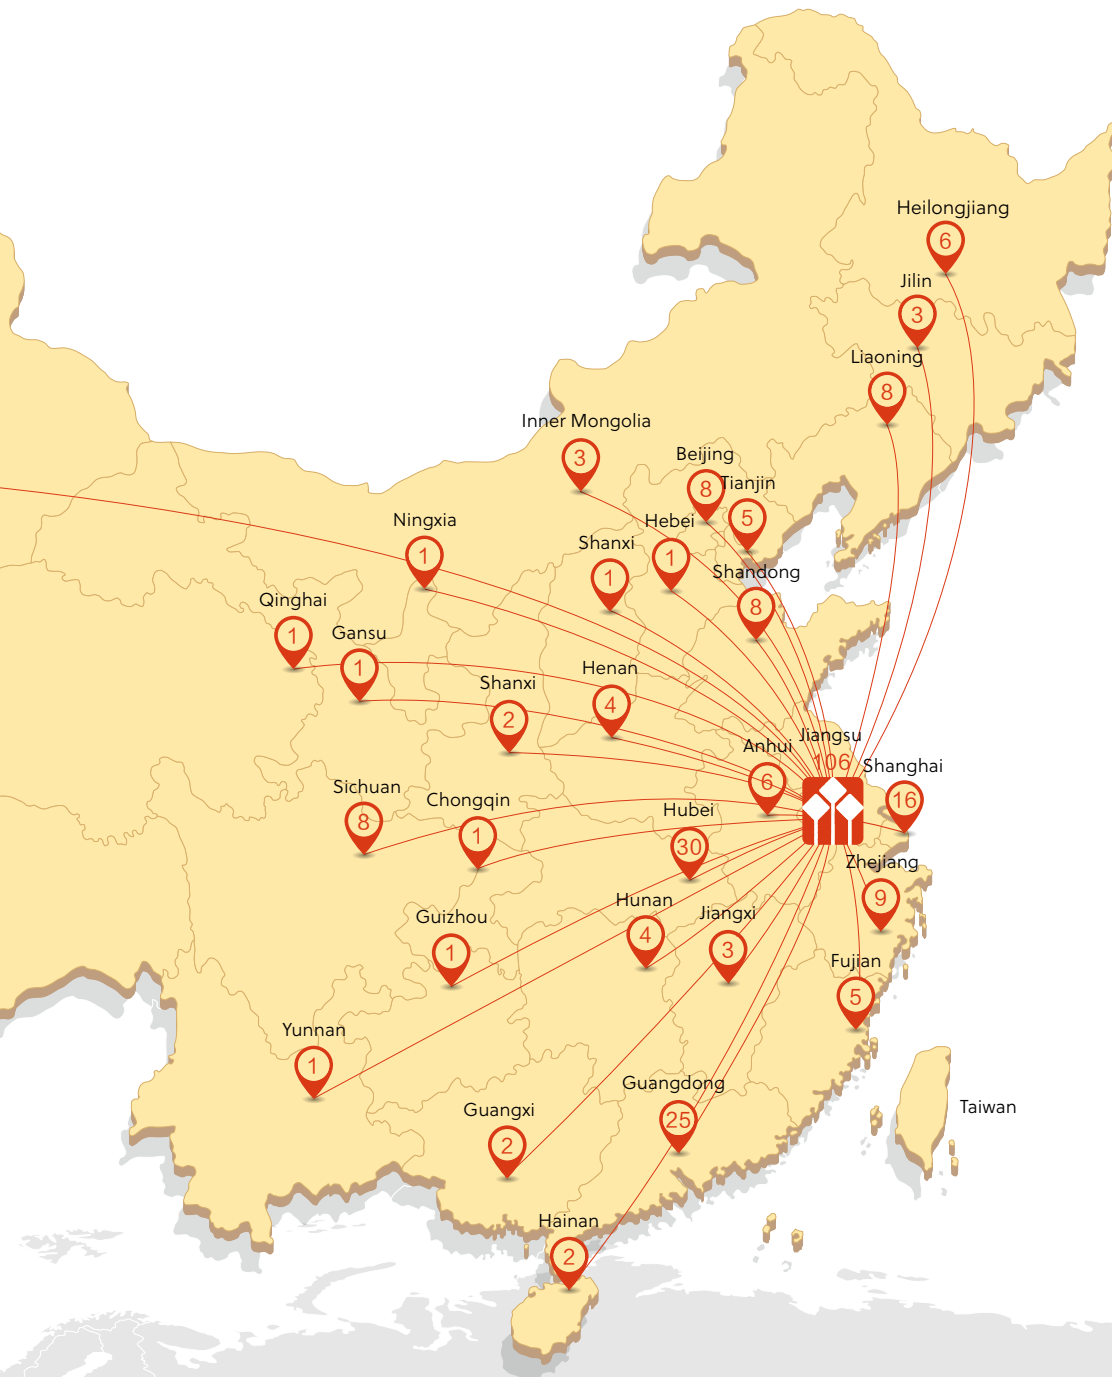 Heilongjiang
6
Jilin
3
Liaoning
8
Inner Mongolia
3
Beijing
8
Tianjin
5
Ningxia
1
Hebei
1
Shanxi
1
Shandong
8
Qinghai
1
Gansu
1
Henan
4
Shanxi
2
Jiangsu
106
Anhui
6
Shanghai
16
Sichuan
8
Chongqin
1
Hubei
30
Zhejiang
9
Hunan
4
Jiangxi
3
Guizhou
1
Fujian
5
Yunnan
1
Guangdong
25
Guangxi
2
Taiwan
Hainan
2